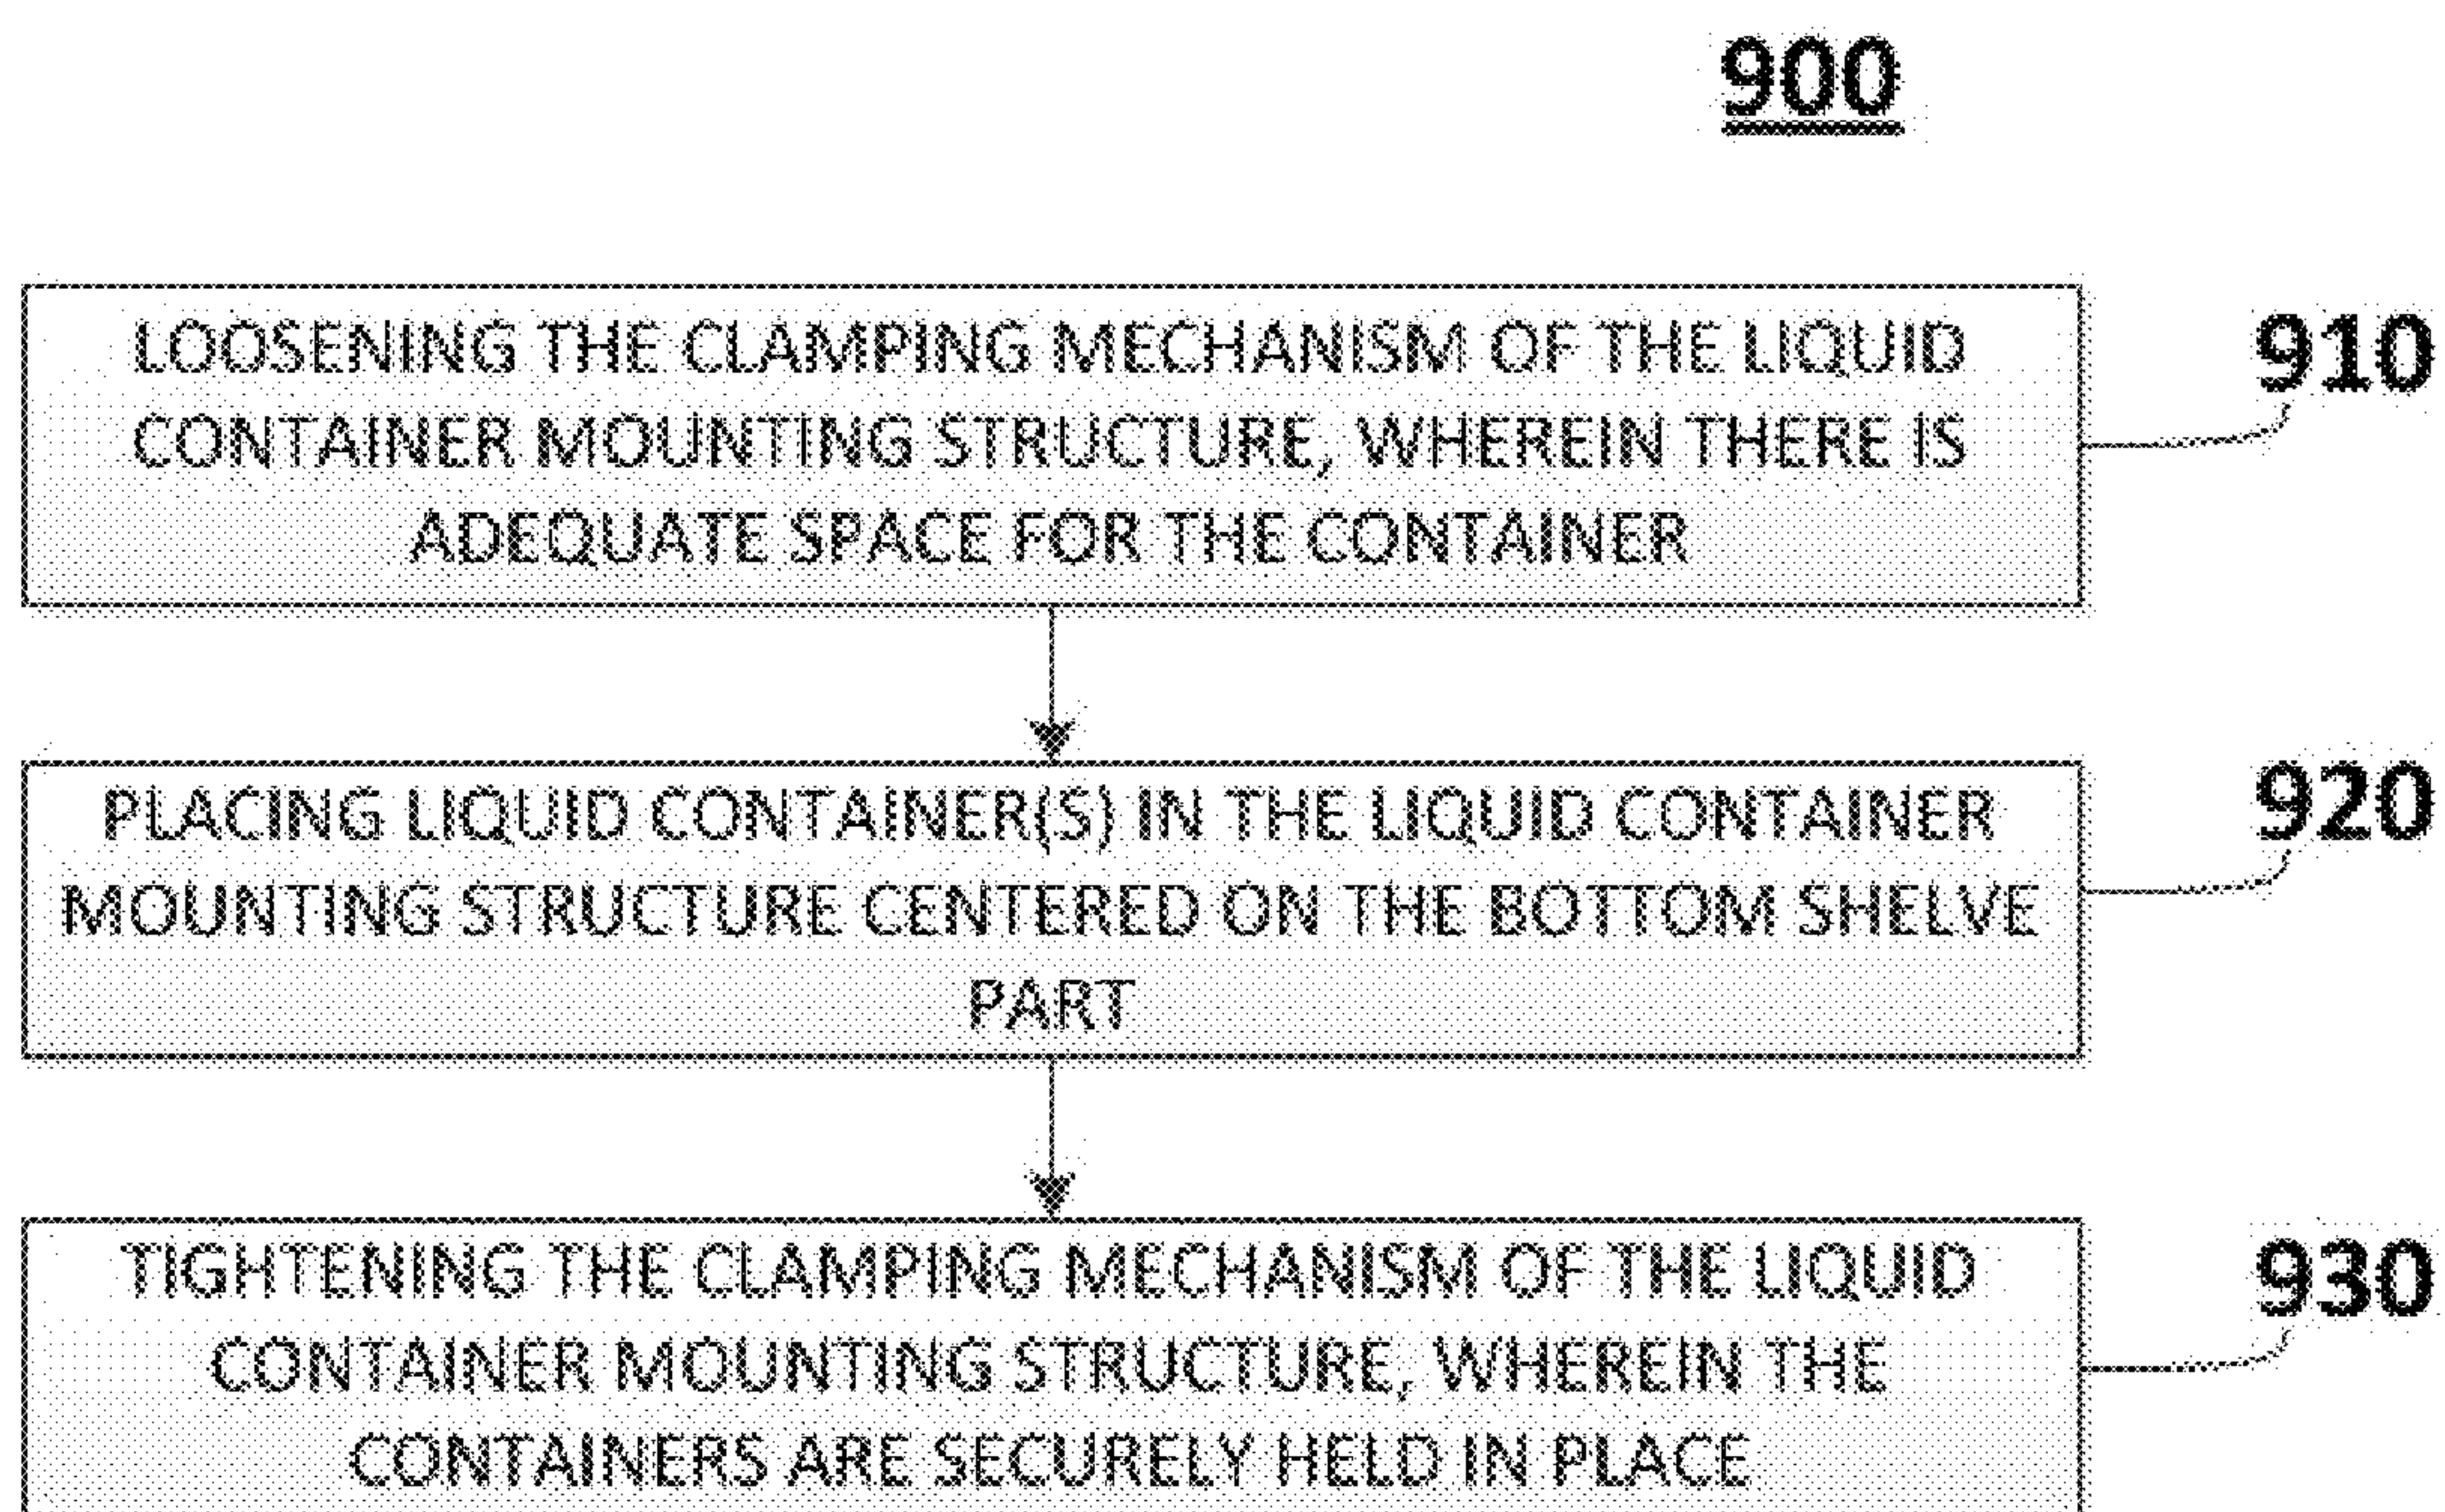 900
LOOSENING THE CLAMPING MECHANISM OF THE LIQUID
CONTAINER MOUNTING STRUCTURE, WHEREIN THERE IS
ADEQUATE SPACE FOR THE CONTAINER
910
PLACING LIQUID CONTAINER(S) IN THE LIQUID CONTAINER
MOUNTING STRUCTURE CENTERED ON THE BOTTOM SHELVE
PART
920
TIGHTENING THE CLAMPING MECHANISM OF THE LIQUID
CONTAINER MOUNTING STRUCTURE, WHEREIN THE
CONTAINERS ARE SECURELY HELD IN PLACE
930